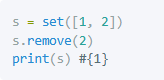 s = set([1, 2])
s.remove(2)
print(s) #{1}